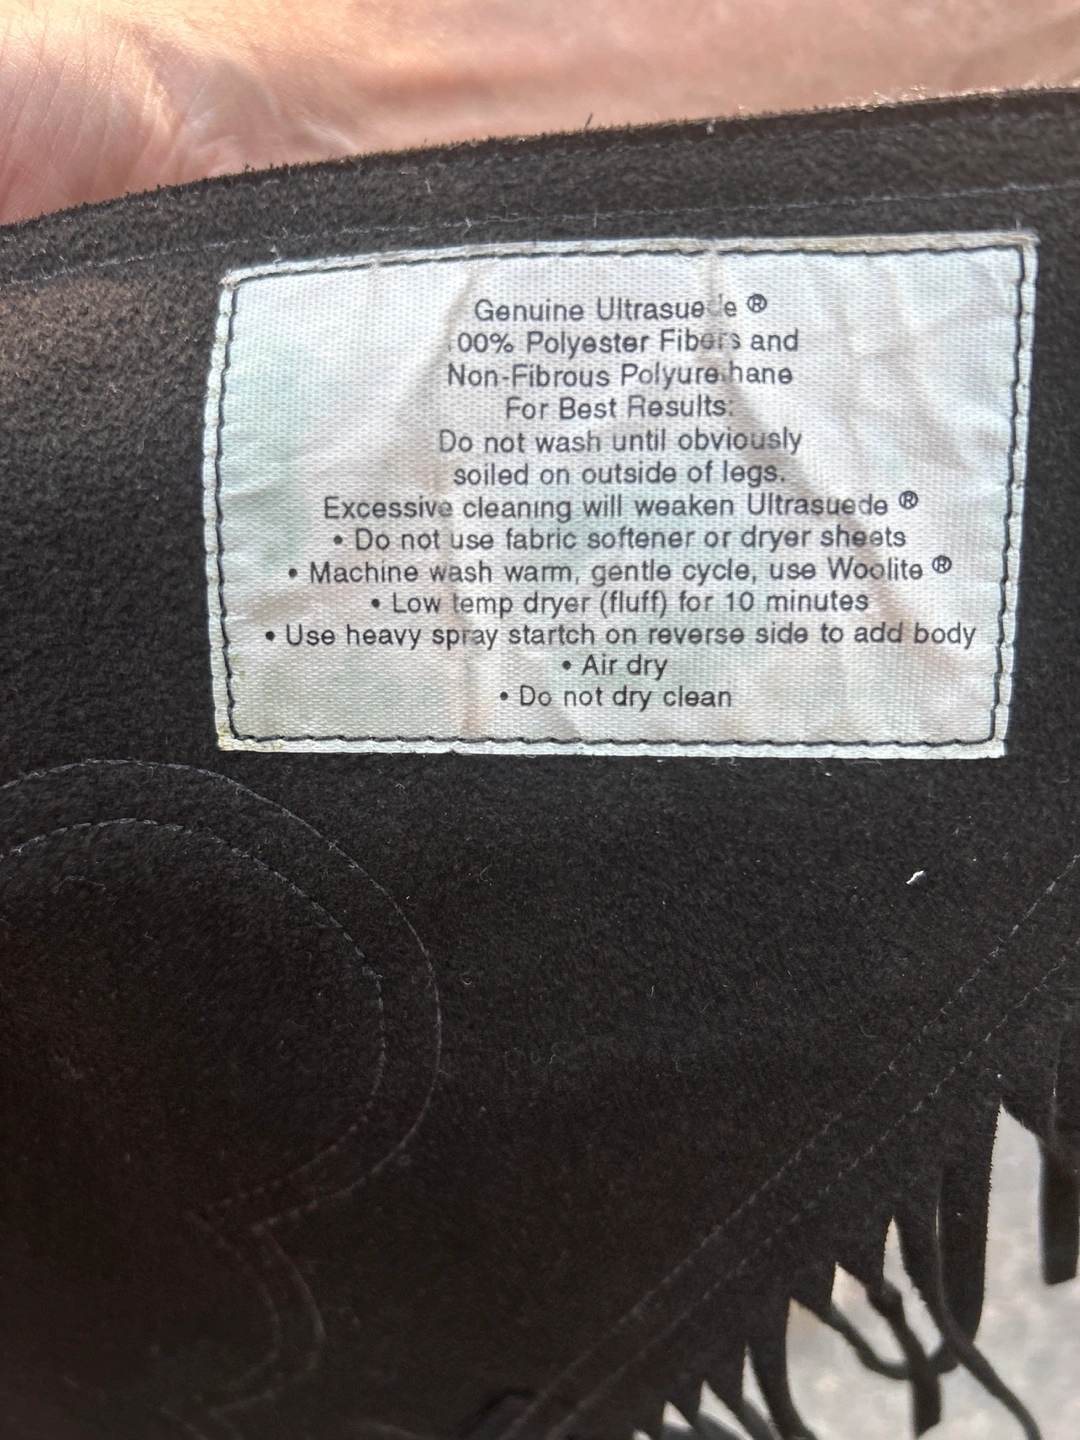 Genuine Ultrasuede ®
100% Polyester Fibers and
Non-Fibrous Polyurethane
For Best Results:
Do not wash until obviously
soiled on outside of legs.
Excessive cleaning will weaken Ultrasuede ®
• Do not use fabric softener or dryer sheets
• Machine wash warm, gentle cycle, use Woolite ®
• Low temp dryer (fluff) for 10 minutes
• Use heavy spray startch on reverse side to add body
• Air dry
• Do not dry clean